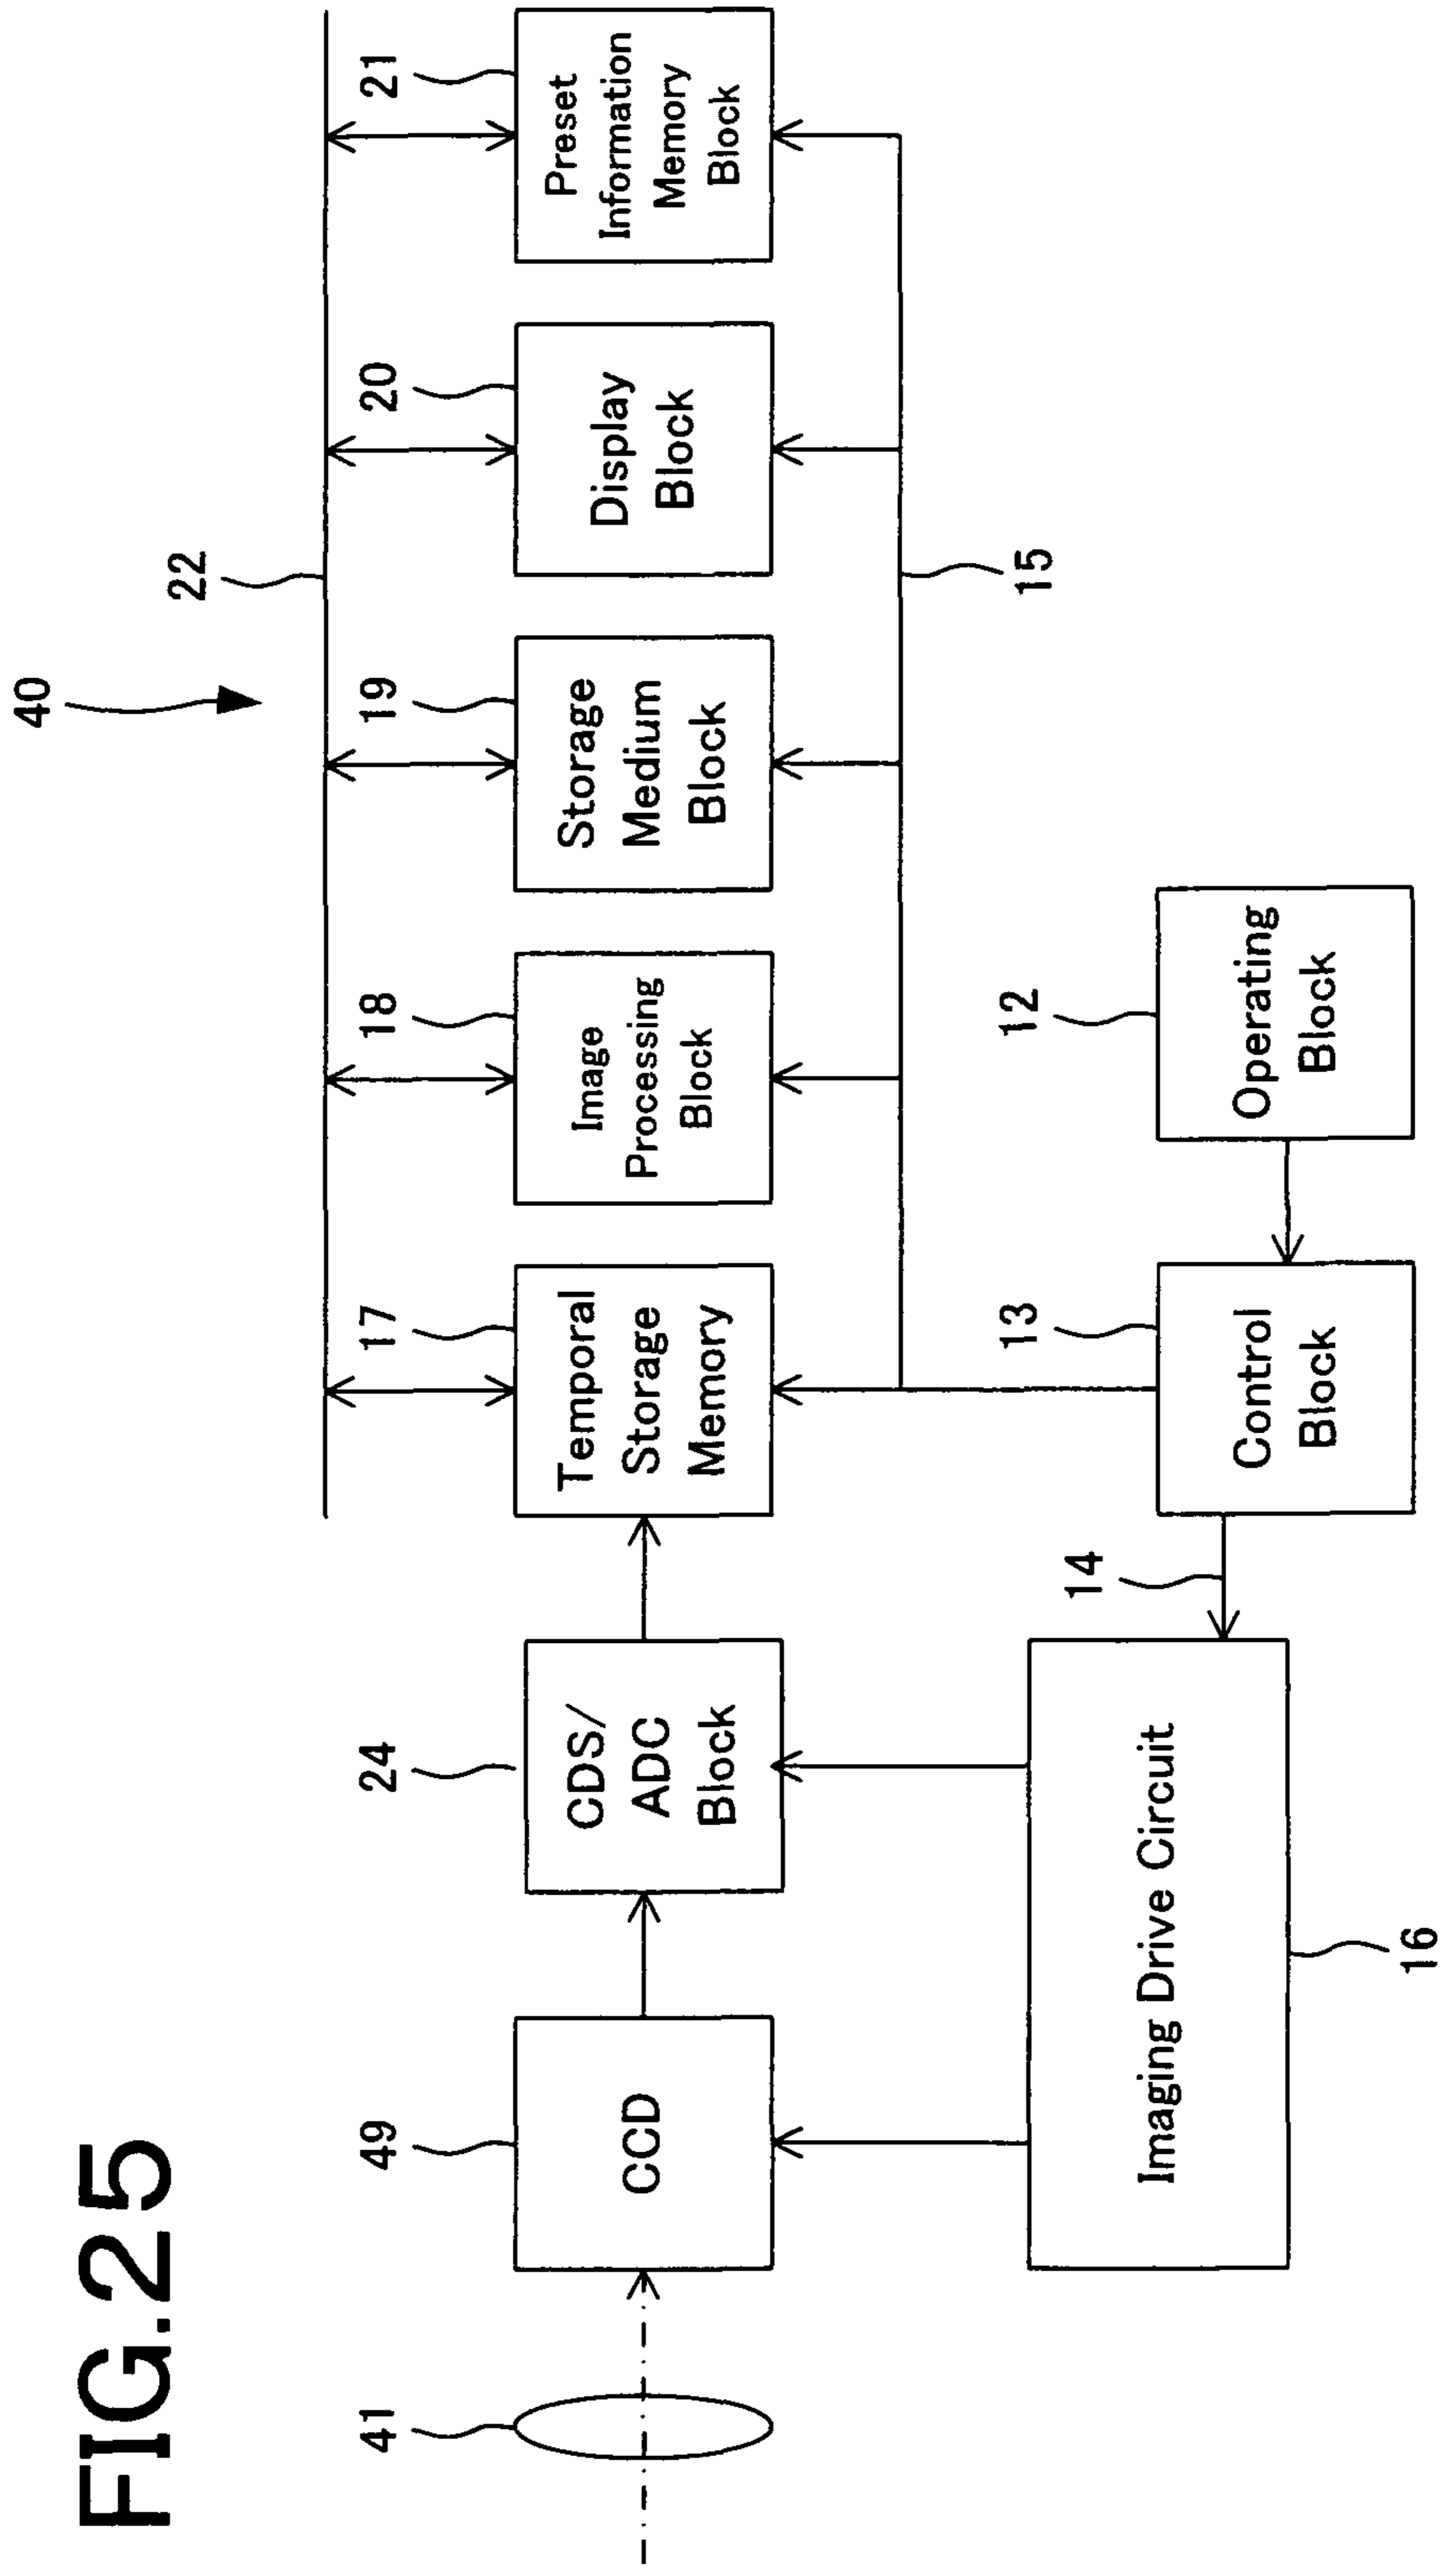 FIG.25
40
22
41
49
24
17
18
19
20
21
CCD
CDS/
ADC
Block
Temporal
Storage
Memory
Image
Processing
Block
Storage
Medium
Block
Display
Block
Preset
Information
Memory
Block
15
14
13
12
Imaging Drive Circuit
Control
Block
Operating
Block
16